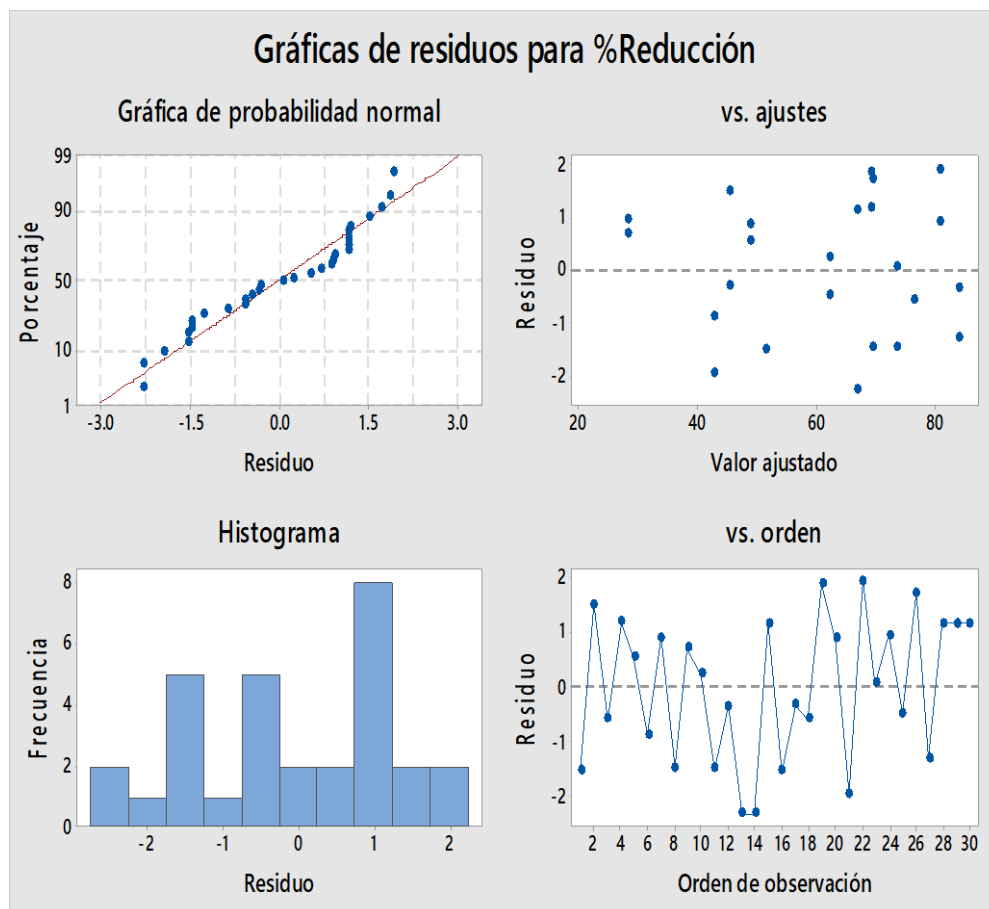 Gráficas de residuos para %Reducción
Gráfica de probabilidad normal
99
90
50
10
1
Porcentaje
-3.0 -1.5 0.0 1.5 3.0
Residuo
vs. ajustes
2
1
0
-1
-2
Residuo
20 40 60 80
Valor ajustado
Histograma
8
6
4
2
0
Frecuencia
-2 -1 0 1 2
Residuo
vs. orden
2
1
0
-1
-2
Residuo
2 4 6 8 10 12 14 16 18 20 22 24 26 28 30
Orden de observación